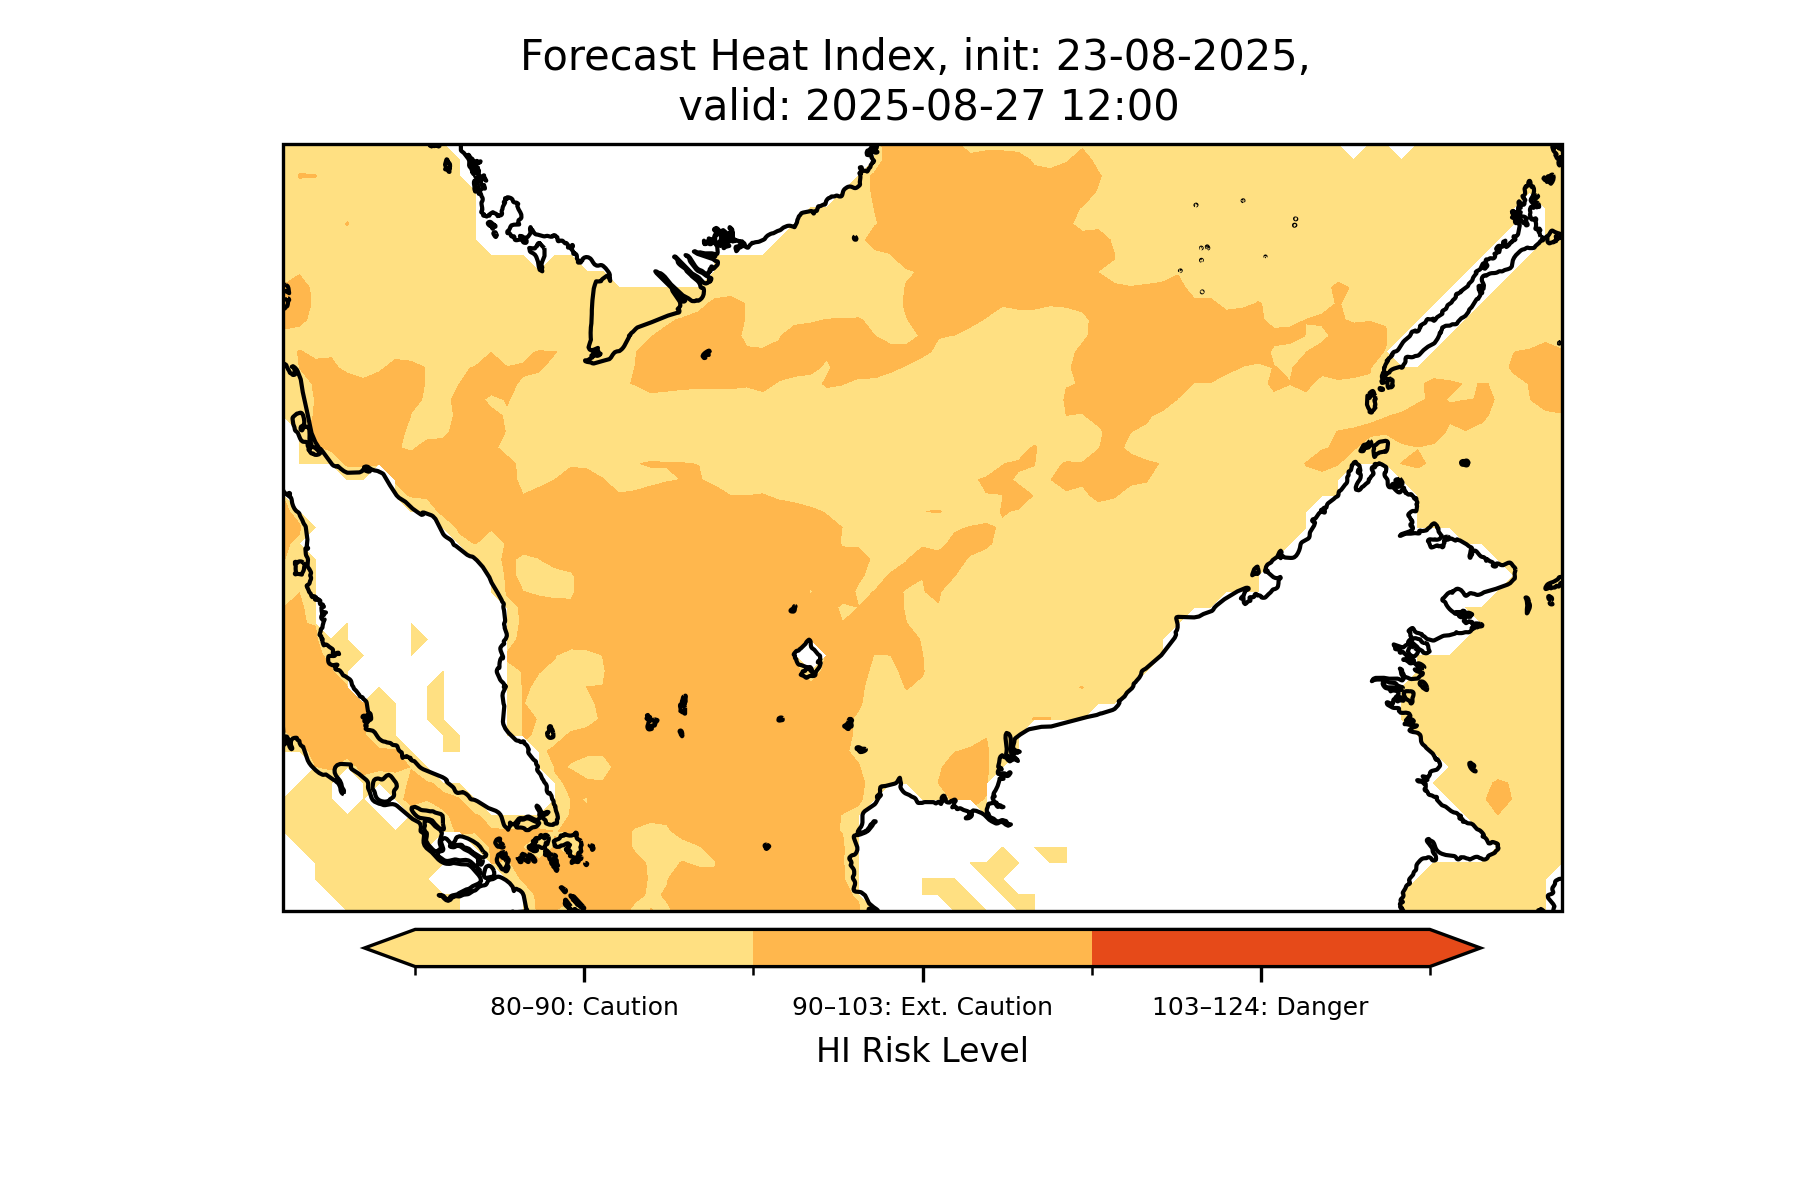 Forecast Heat Index, init: 23-08-2025,
valid: 2025-08-27 12:00
80–90: Caution
90–103: Ext. Caution
103–124: Danger
HI Risk Level